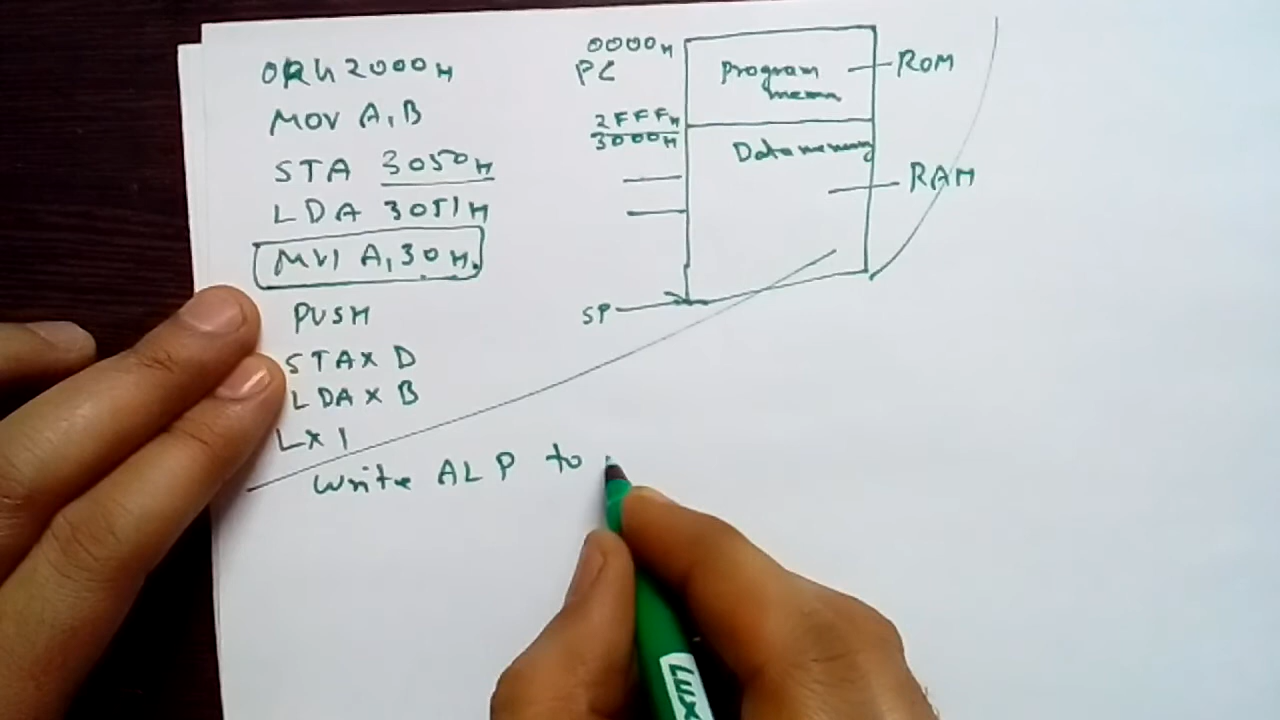 ORG 2000H
MOV A,B
STA 3050H
LDA 3051H
MVI A,30H.
PUSH
STAX D
LDAX B
LXI
0000H
PC
2FFFH
3000H
SP
Program
Data memory
ROM
RAM
Write ALP to
LUX